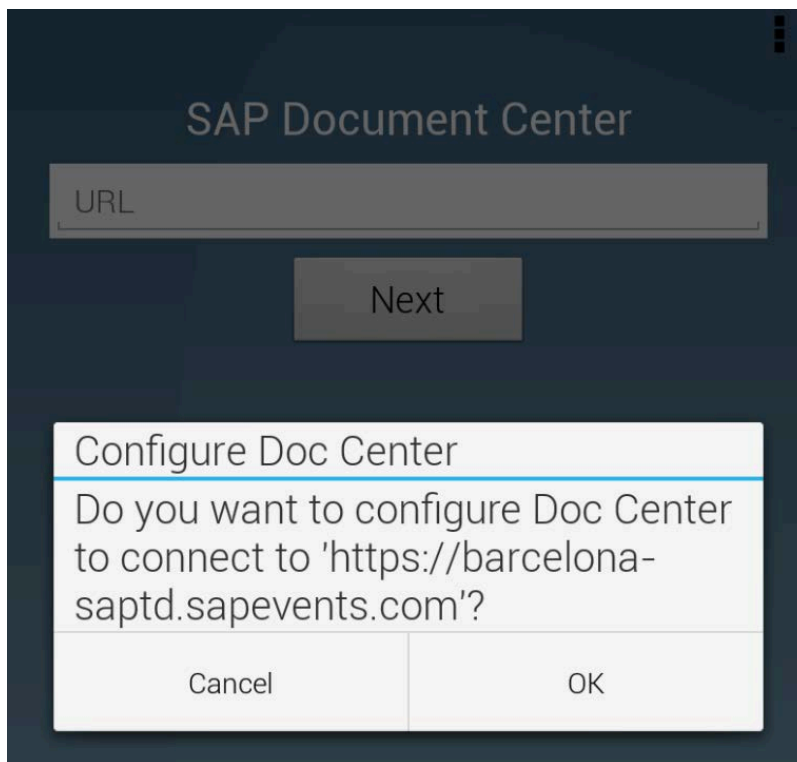 SAP Document Center
URL
Next
Configure Doc Center
Do you want to configure Doc Center
to connect to 'https://barcelona-
saptd.sapevents.com'?
Cancel
OK